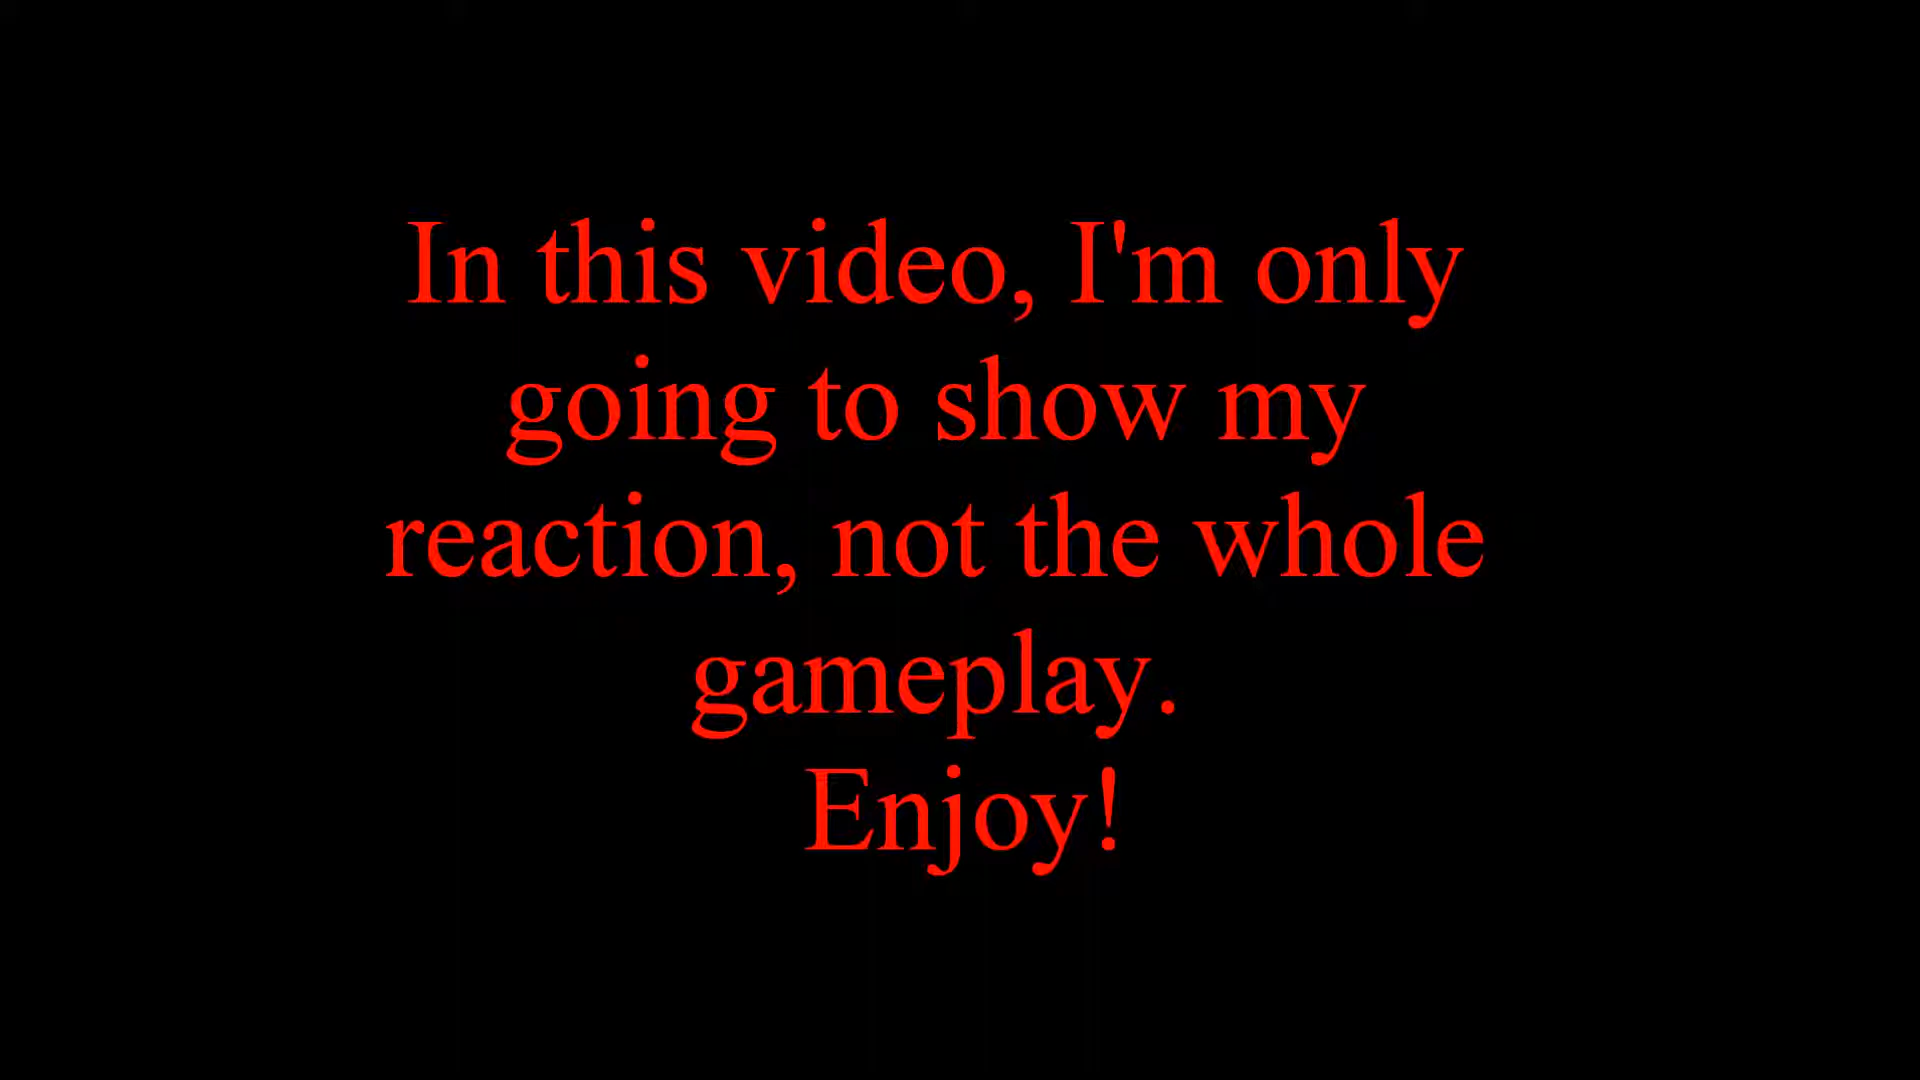 In this video, I'm only
going to show my
reaction, not the whole
gameplay.
Enjoy!